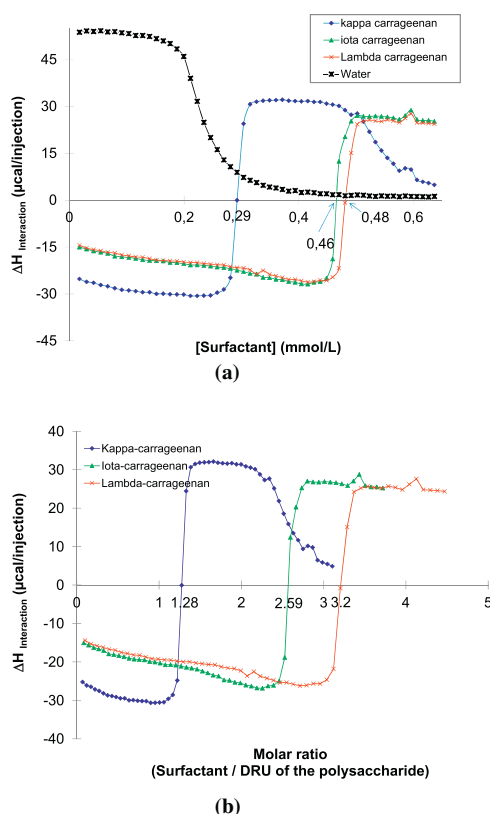 (a)
kappa carrageenan
iota carrageenan
Lambda carrageenan
Water
ΔH Interaction (µcal/injection)
45
30
15
0
-15
-30
-45
0
0,2
0,29
0,4
0,46
0,48
0,6
[Surfactant] (mmol/L)
(a)
Kappa-carrageenan
Iota-carrageenan
Lambda-carrageenan
ΔH Interaction (µcal/injection)
40
30
20
10
0
-10
-20
-30
-40
0
1
1.28
2
2.59
3
3.2
4
5
Molar ratio
(Surfactant / DRU of the polysaccharide)
(b)